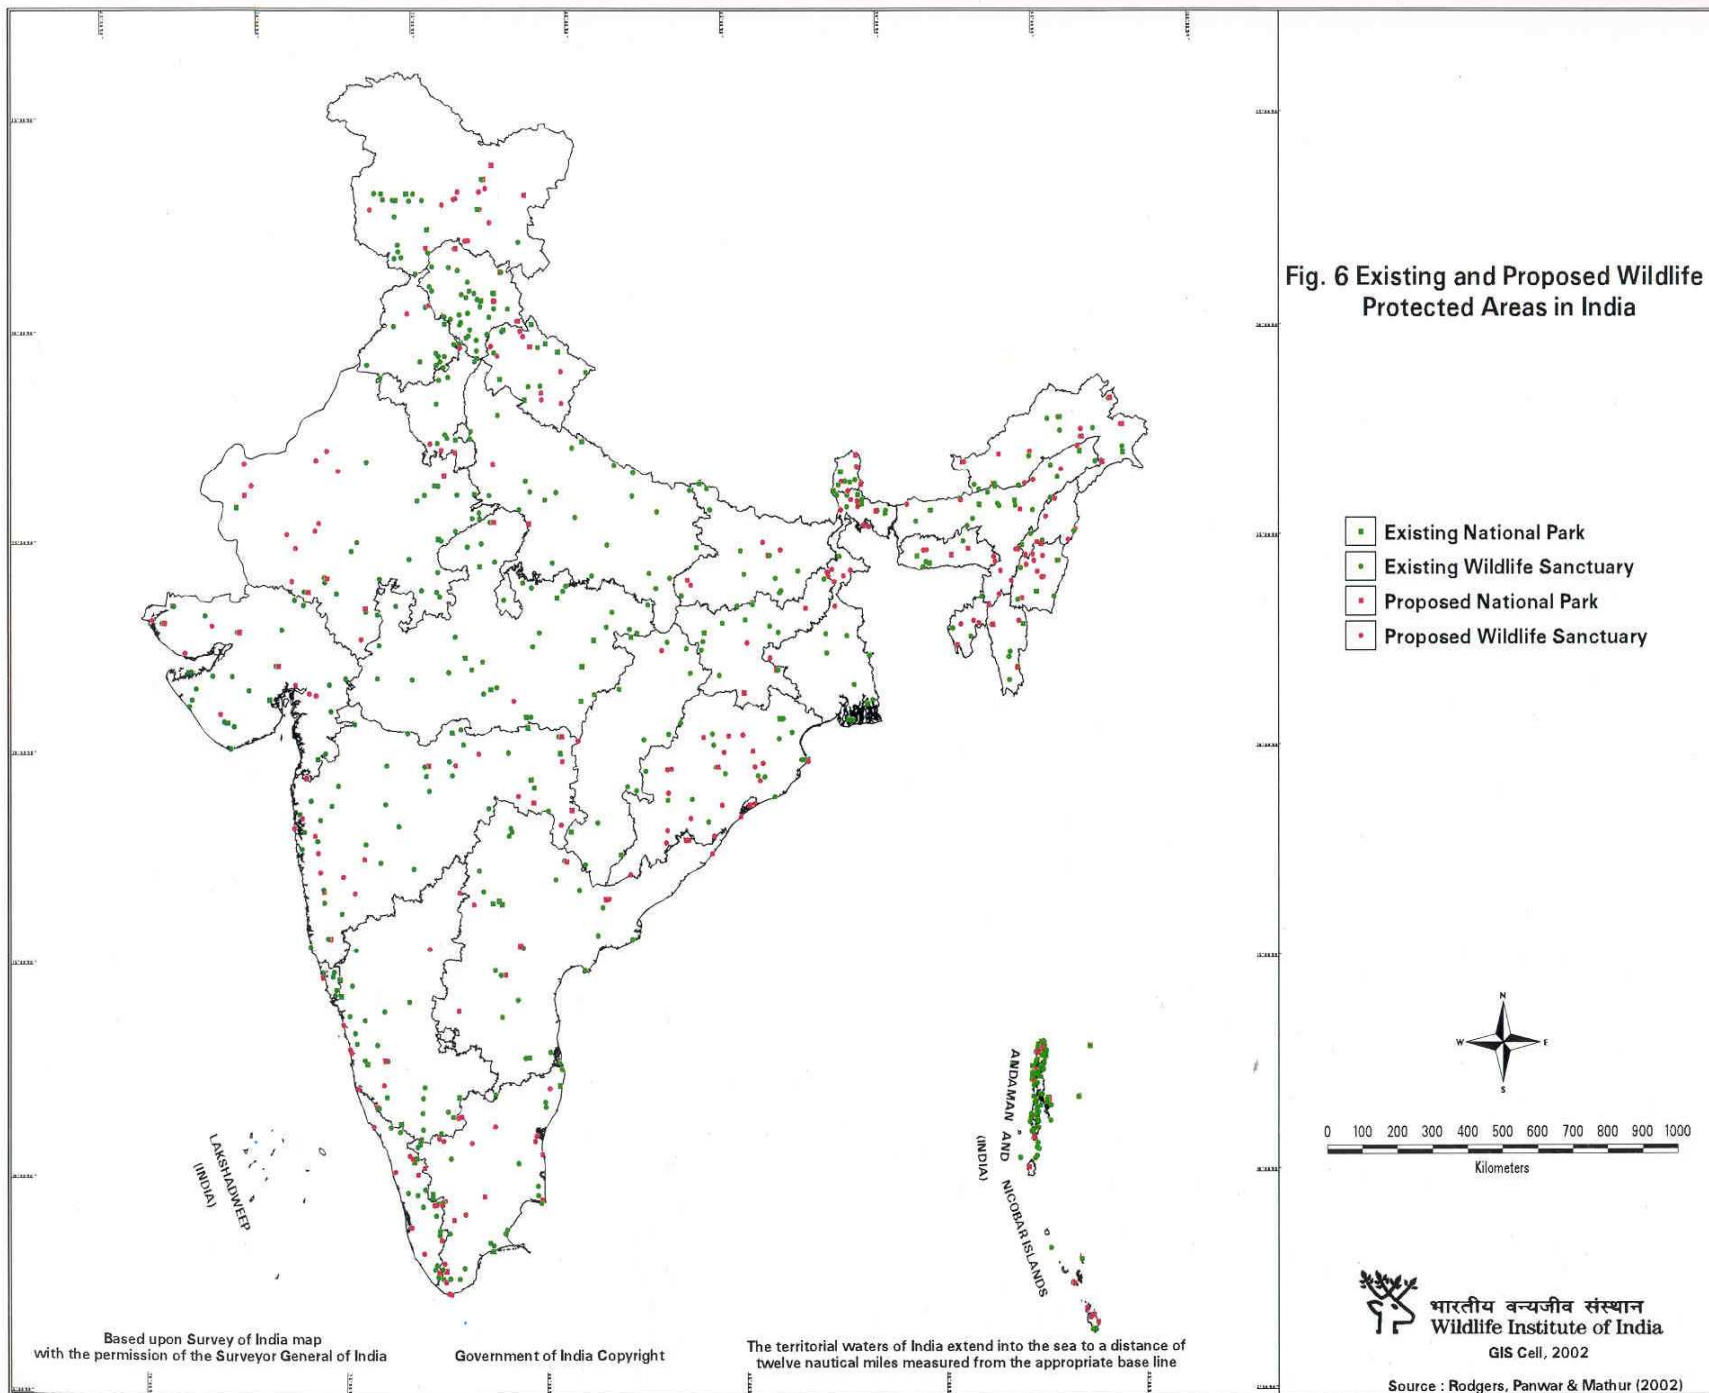 Fig. 6 Existing and Proposed Wildlife
Protected Areas in India
Existing National Park
Existing Wildlife Sanctuary
Proposed National Park
Proposed Wildlife Sanctuary
N
W
E
S
0 100 200 300 400 500 600 700 800 900 1000
Kilometers
ANDAMAN AND NICOBAR ISLANDS
(INDIA)
LAKSHADWEEP
(INDIA)
भारतीय वन्यजीव संस्थान
Wildlife Institute of India
GIS Cell, 2002
Source : Rodgers, Panwar & Mathur (2002)
Based upon Survey of India map
with the permission of the Surveyor General of India
Government of India Copyright
The territorial waters of India extend into the sea to a distance of
twelve nautical miles measured from the appropriate base line